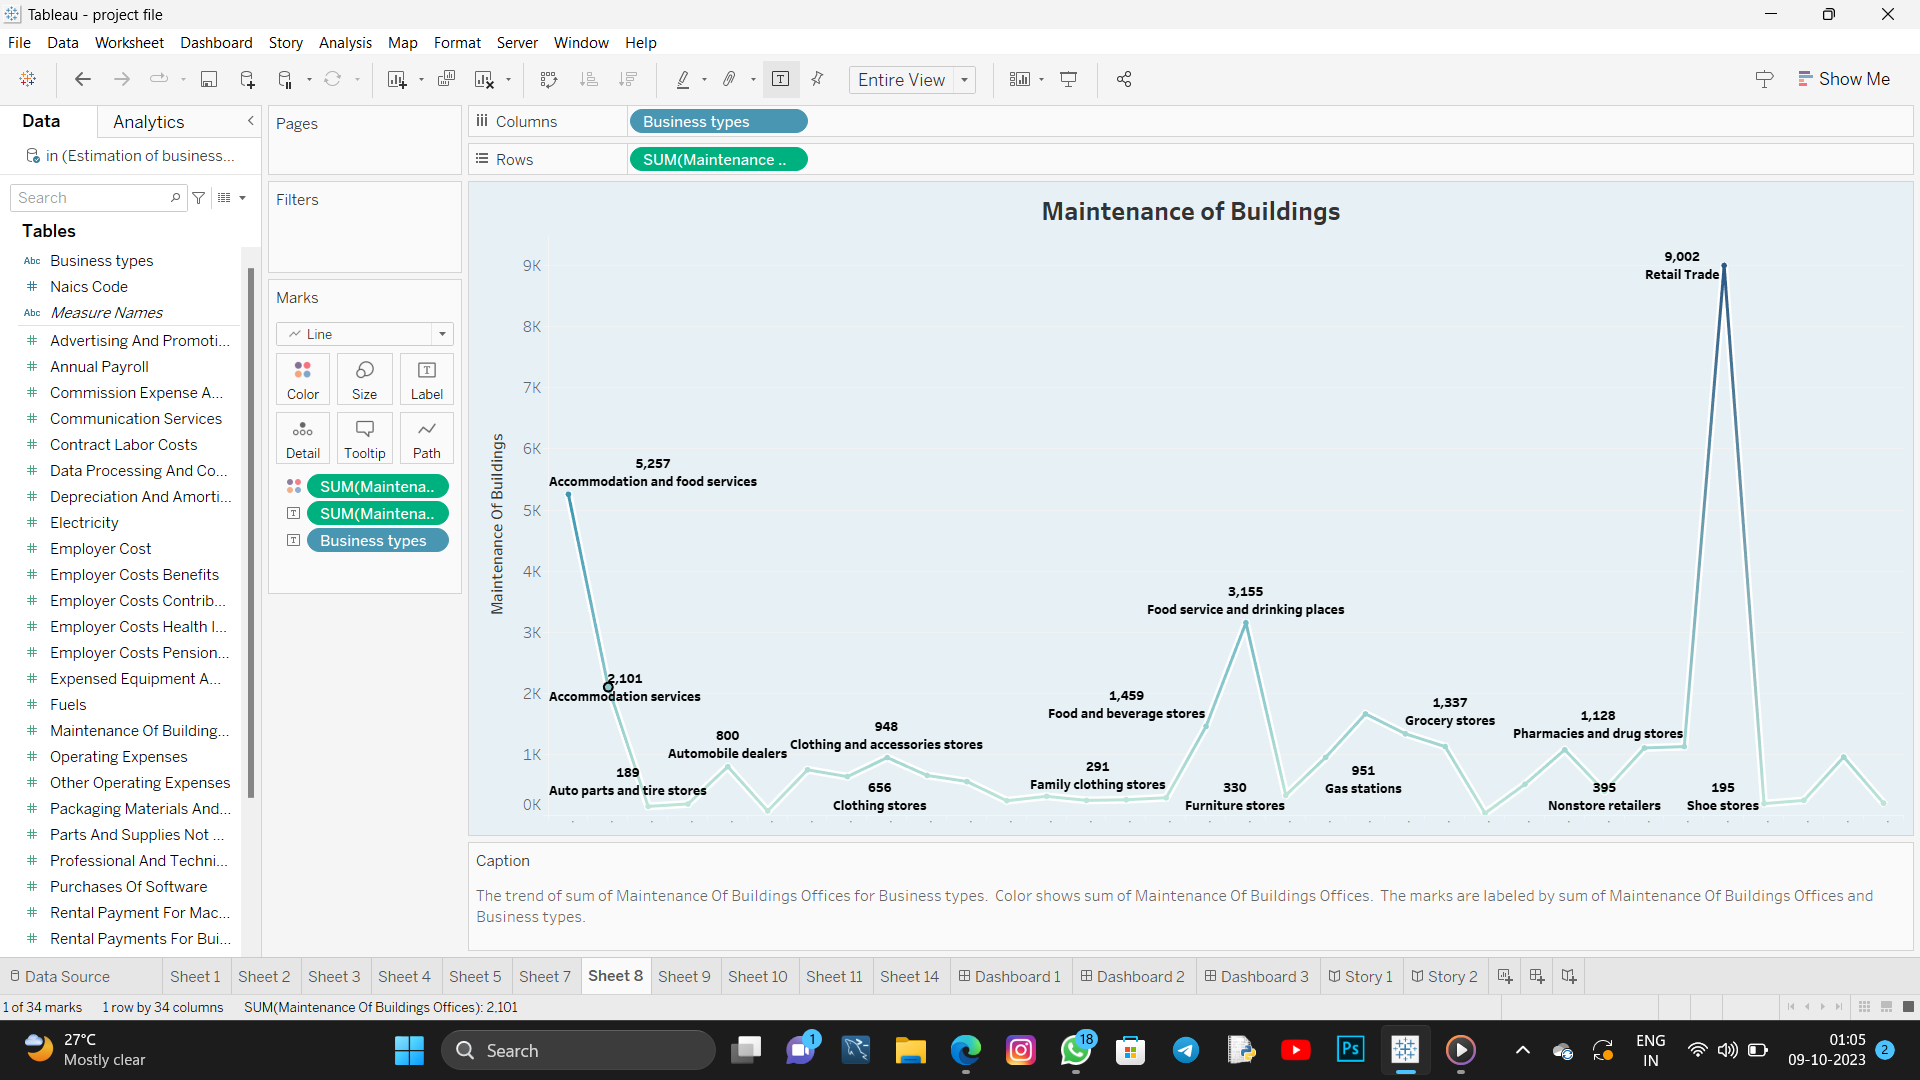 Tableau - project file
File Data Worksheet Dashboard Story Analysis Map Format Server Window Help
Entire View
Show Me
Data Analytics
in (Estimation of business...
Search
Tables
Business types
Naics Code
Measure Names
Advertising And Promoti...
Annual Payroll
Commission Expense A...
Communication Services
Contract Labor Costs
Data Processing And Co...
Depreciation And Amorti...
Electricity
Employer Cost
Employer Costs Benefits
Employer Costs Contrib...
Employer Costs Health I...
Employer Costs Pension...
Expensed Equipment A...
Fuels
Maintenance Of Building...
Operating Expenses
Other Operating Expenses
Packaging Materials And...
Parts And Supplies Not ...
Professional And Techni...
Purchases Of Software
Rental Payment For Mac...
Rental Payments For Bui...
Abc
Abc
Pages
Filters
Marks
Line
Color Size Label
Detail Tooltip Path
SUM(Maintena..
SUM(Maintena..
Business types
Columns Business types
Rows SUM(Maintenance ..
Maintenance of Buildings
Maintenance Of Buildings
9K
8K
7K
6K
5K
4K
3K
2K
1K
0K
9,002
Retail Trade
5,257
Accommodation and food services
3,155
Food service and drinking places
2,101
Accommodation services
1,459
Food and beverage stores
1,337
Grocery stores
1,128
Pharmacies and drug stores
948
Clothing and accessories stores
800
Automobile dealers
291
Family clothing stores
189
Auto parts and tire stores
951
Gas stations
656
Clothing stores
330
Furniture stores
395
Nonstore retailers
195
Shoe stores
Caption
The trend of sum of Maintenance Of Buildings Offices for Business types. Color shows sum of Maintenance Of Buildings Offices. The marks are labeled by sum of Maintenance Of Buildings Offices and
Business types.
Data Source Sheet 1 Sheet 2 Sheet 3 Sheet 4 Sheet 5 Sheet 7 Sheet 8 Sheet 9 Sheet 10 Sheet 11 Sheet 14 Dashboard 1 Dashboard 2 Dashboard 3 Story 1 Story 2
1 of 34 marks 1 row by 34 columns SUM(Maintenance Of Buildings Offices): 2,101
27°C
Mostly clear
Search
1
18
Ps
ENG
IN
01:05
09-10-2023
2